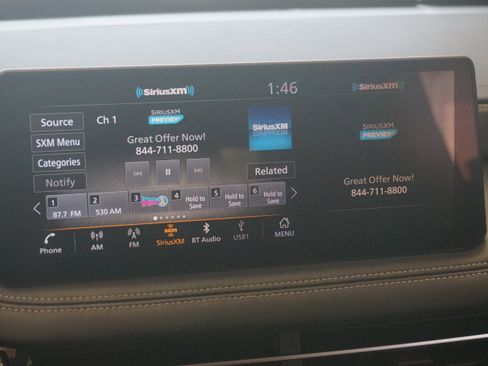 SiriusXM
1:46
SiriusXM
Source
Ch 1
SIRIUSXM
PREVIEW
SiriusXM
SIRIUSXM
PREVIEW
SXM Menu
Great Offer Now!
844-711-8800
Categories
Notify
Related
Great Offer Now!
844-711-8800
1
87.7 FM
2
530 AM
3
4
Hold to
Save
5
Hold to
Save
6
Hold to
Save
Phone
AM
FM
SiriusXM
BT Audio
USB1
MENU